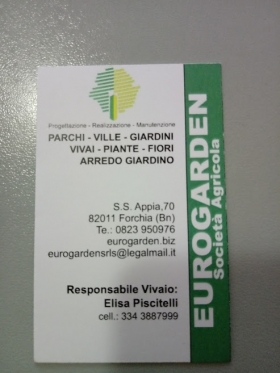 Progettazione - Realizzazione - Manutenzione
PARCHI - VILLE - GIARDINI
VIVAI - PIANTE - FIORI
ARREDO GIARDINO
S.S. Appia,70
82011 Forchia (Bn)
Te.: 0823 950976
eurogarden.biz
eurogardensrls@legalmail.it
Responsabile Vivaio:
Elisa Piscitelli
cell.: 334 3887999
EUROGARDEN
Società Agricola